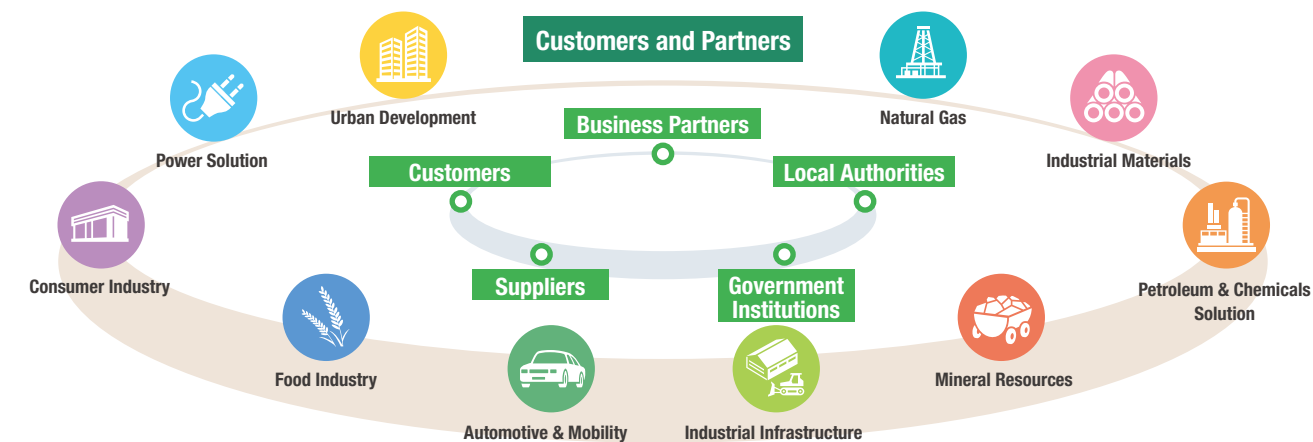 Customers and Partners
Urban Development
Natural Gas
Business Partners
Power Solution
Industrial Materials
Customers
Local Authorities
Consumer Industry
Suppliers
Government
Institutions
Petroleum & Chemicals
Solution
Food Industry
Mineral Resources
Automotive & Mobility
Industrial Infrastructure